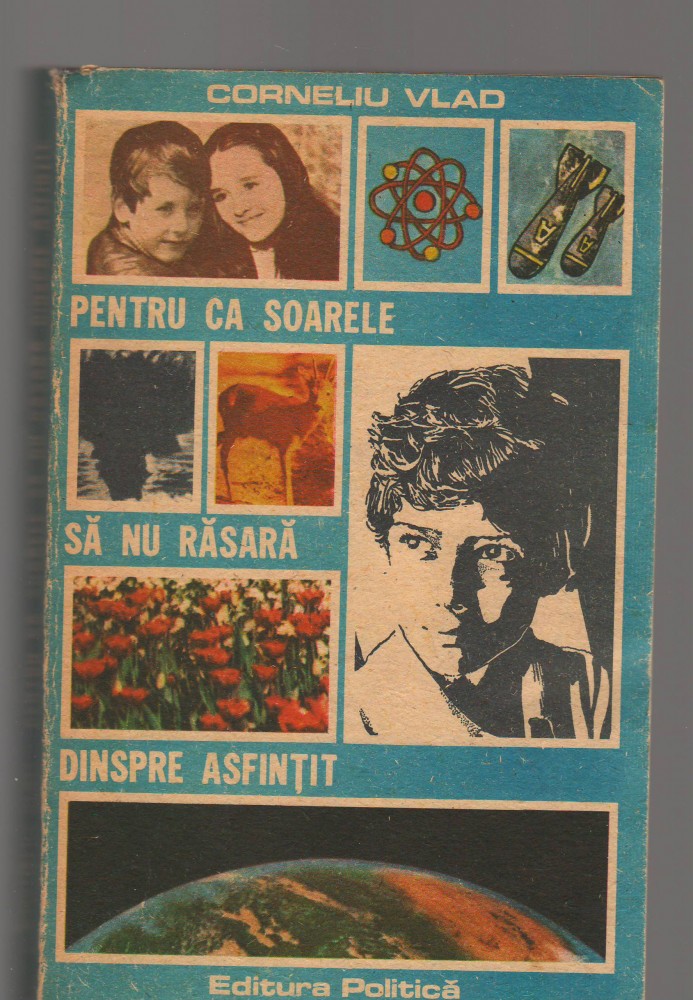 CORNELIU VLAD
PENTRU CA SOARELE
SĂ NU RĂSARĂ
DINSPRE ASFINȚIT
Editura Politică